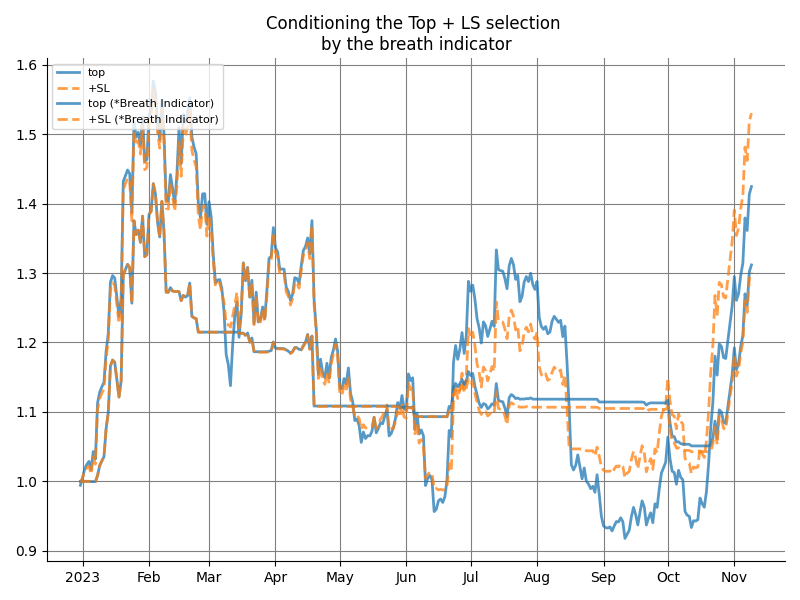 Conditioning the Top + LS selection
by the breath indicator
top
+SL
top (*Breath Indicator)
+SL (*Breath Indicator)
1.6
1.5
1.4
1.3
1.2
1.1
1.0
0.9
2023 Feb Mar Apr May Jun Jul Aug Sep Oct Nov